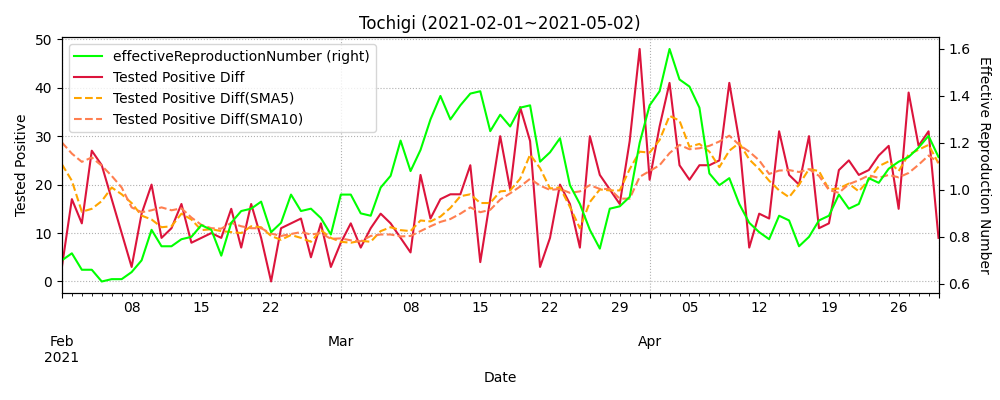 Tochigi (2021-02-01~2021-05-02)
effectiveReproductionNumber (right)
Tested Positive Diff
Tested Positive Diff(SMA5)
Tested Positive Diff(SMA10)
Tested Positive
50
40
30
20
10
0
1.6
1.4
1.2
1.0
0.8
0.6
Effective Reproduction Number
08 15 22 08 15 22 29 05 12 19 26
Feb Mar Apr
2021
Date